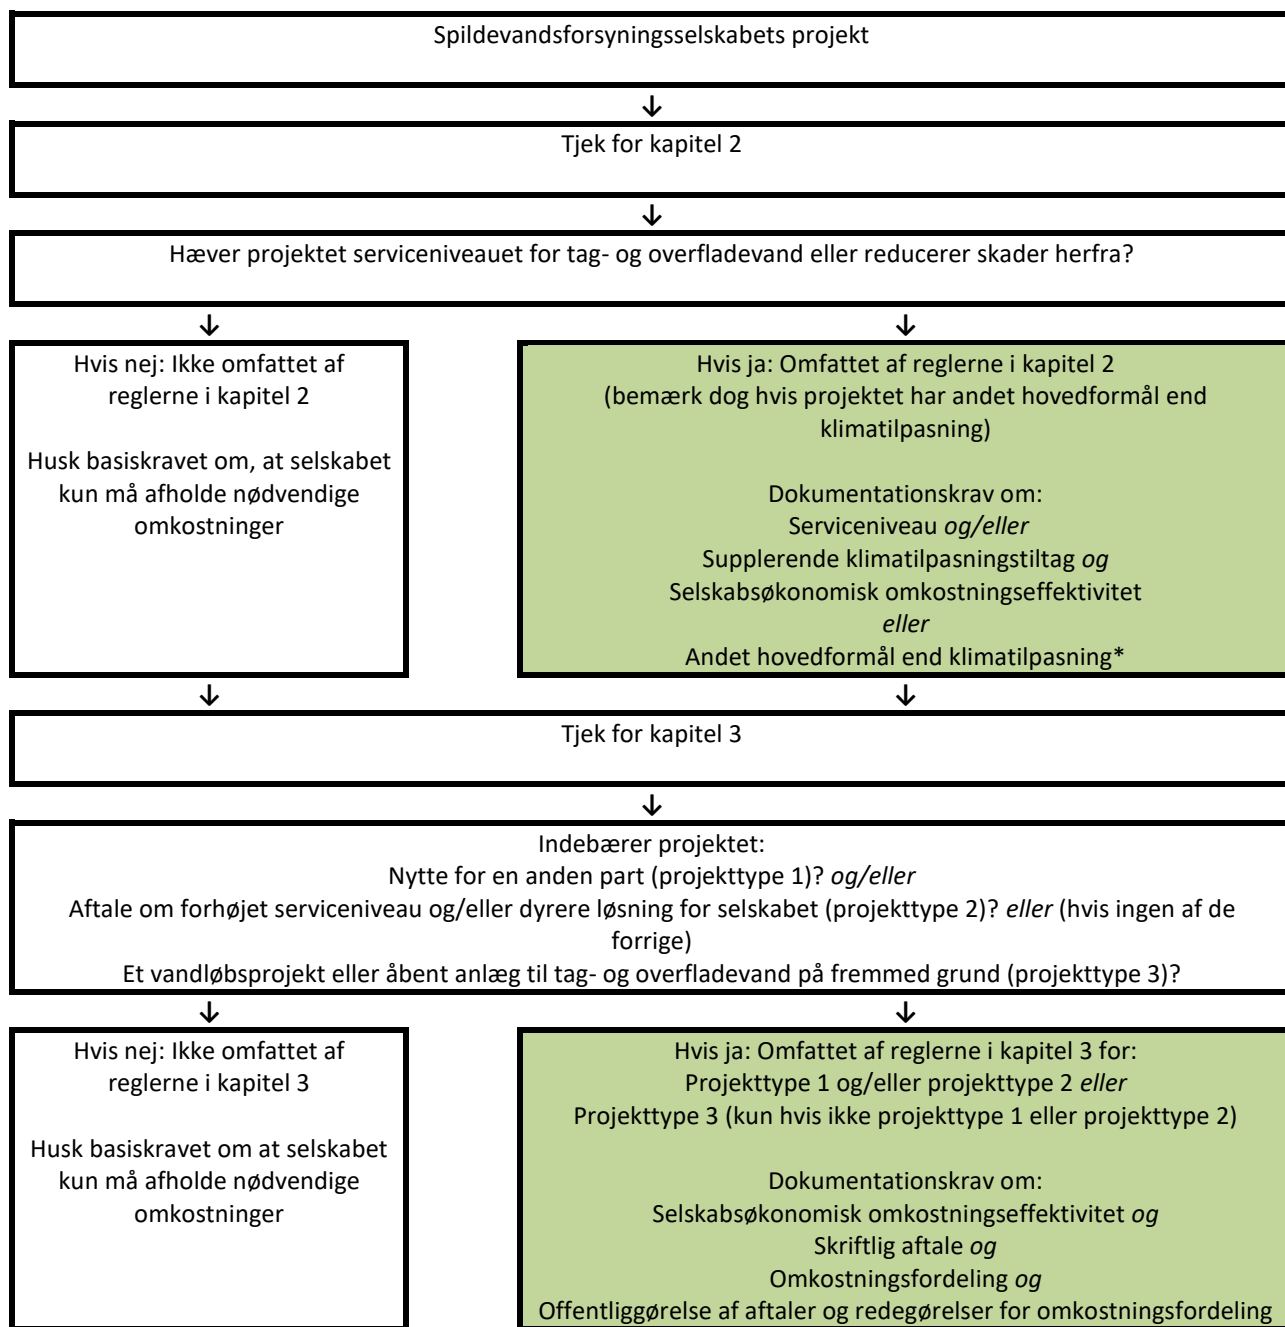 Spildevandsforsyningsselskabets projekt
↓
Tjek for kapitel 2
↓
Hæver projektet serviceniveauet for tag- og overfladevand eller reducerer skader herfra?
↓
↓
Hvis nej: Ikke omfattet af
reglerne i kapitel 2
Husk basiskravet om, at selskabet
kun må afholde nødvendige
omkostninger
Hvis ja: Omfattet af reglerne i kapitel 2
(bemærk dog hvis projektet har andet hovedformål end
klimatilpasning)
Dokumentationskrav om:
Serviceniveau og/eller
Supplerende klimatilpasningstiltag og
Selskabsøkonomisk omkostningseffektivitet
eller
Andet hovedformål end klimatilpasning*
↓
↓
Tjek for kapitel 3
↓
Indebærer projektet:
Nytte for en anden part (projekttype 1)? og/eller
Aftale om forhøjet serviceniveau og/eller dyrere løsning for selskabet (projekttype 2)? eller (hvis ingen af de
forrige)
Et vandløbsprojekt eller åbent anlæg til tag- og overfladevand på fremmed grund (projekttype 3)?
↓
↓
Hvis nej: Ikke omfattet af
reglerne i kapitel 3
Husk basiskravet om at selskabet
kun må afholde nødvendige
omkostninger
Hvis ja: Omfattet af reglerne i kapitel 3 for:
Projekttype 1 og/eller projekttype 2 eller
Projekttype 3 (kun hvis ikke projekttype 1 eller projekttype 2)
Dokumentationskrav om:
Selskabsøkonomisk omkostningseffektivitet og
Skriftlig aftale og
Omkostningsfordeling og
Offentliggørelse af aftaler og redegørelser for omkostningsfordeling